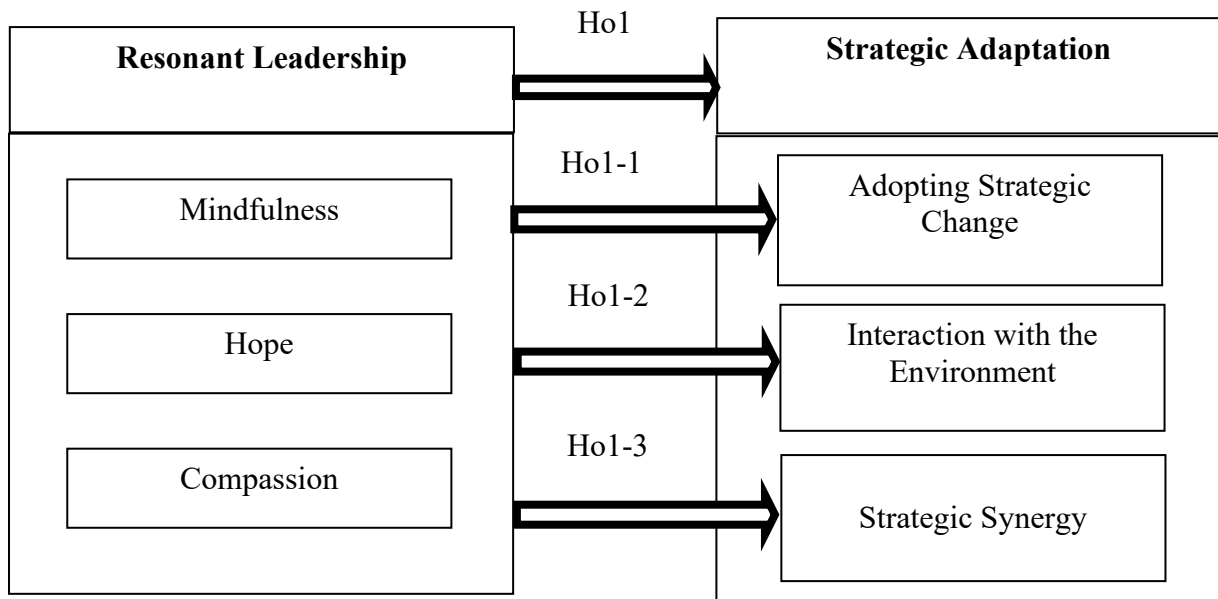 Ho1
Resonant Leadership
Strategic Adaptation
Ho1-1
Mindfulness
Adopting Strategic
Change
Ho1-2
Hope
Interaction with the
Environment
Ho1-3
Compassion
Strategic Synergy